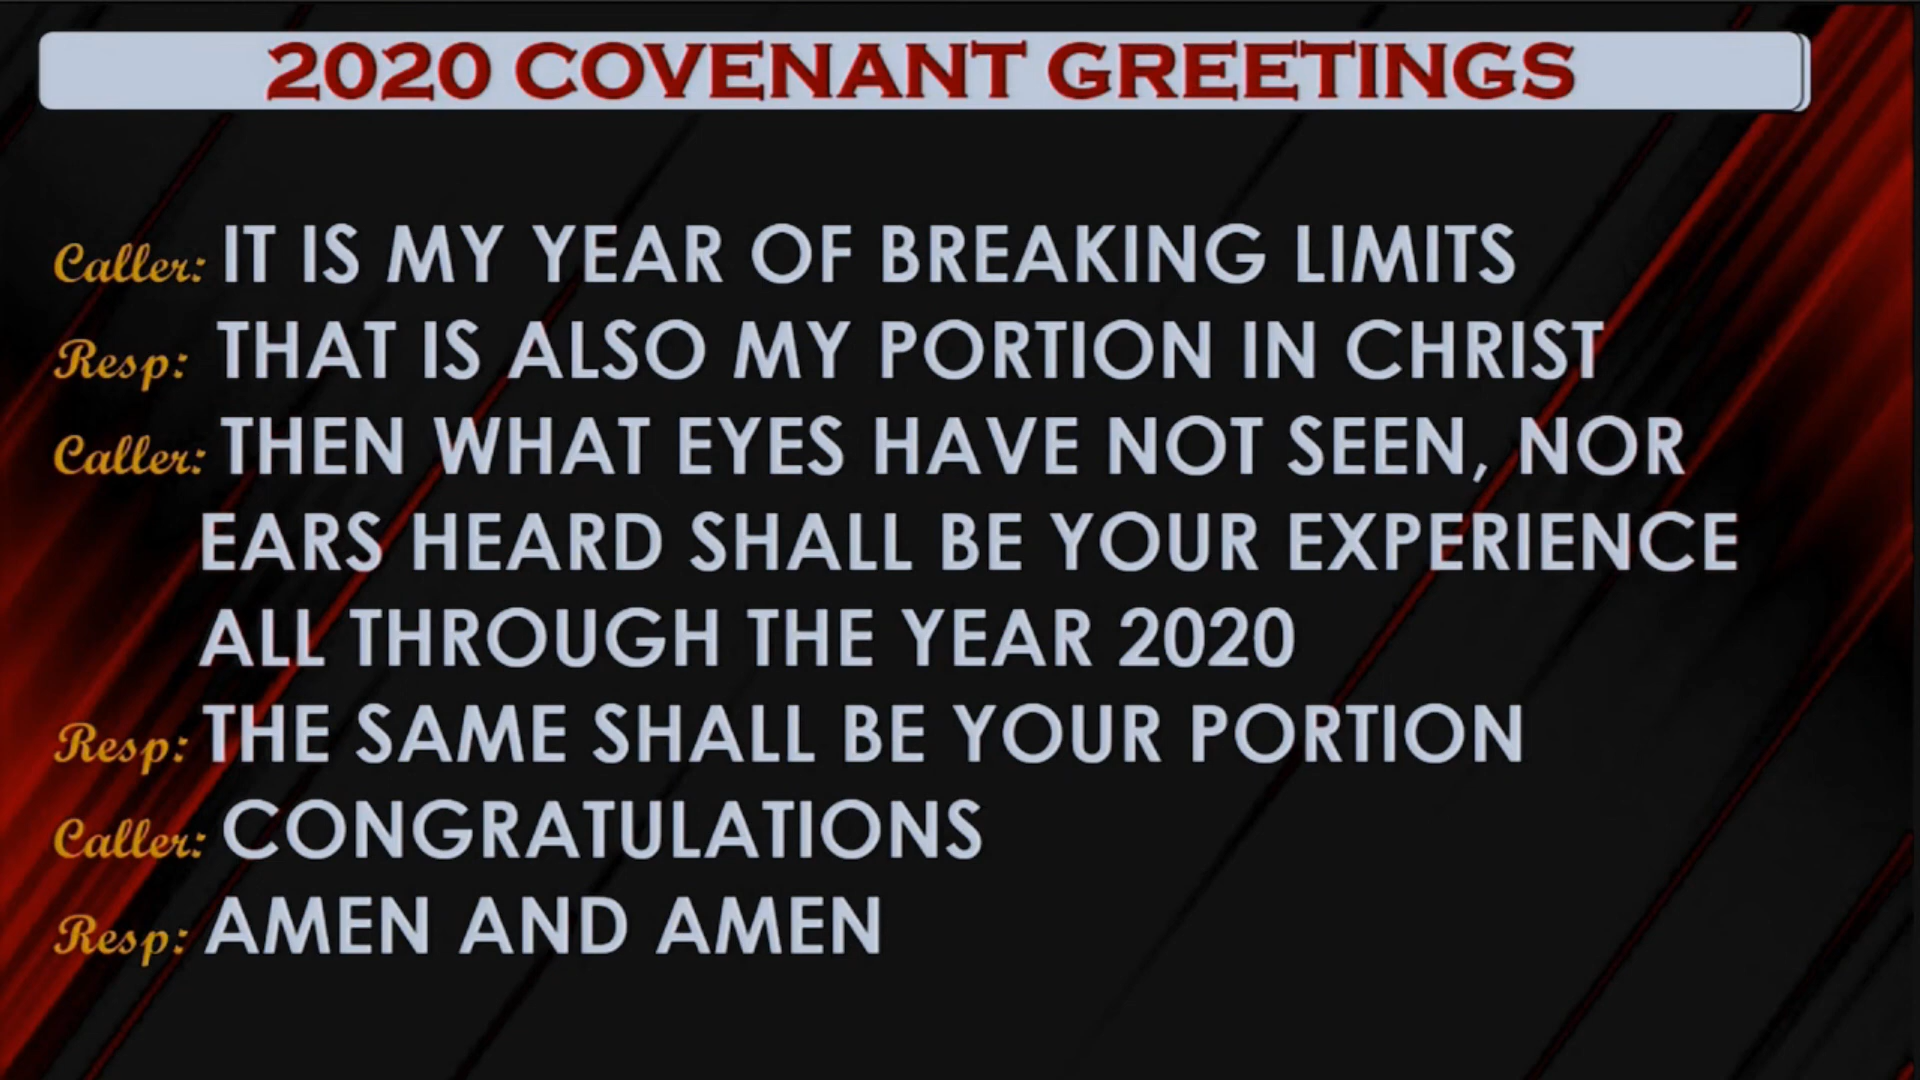 2020 COVENANT GREETINGS
Caller: IT IS MY YEAR OF BREAKING LIMITS
Resp: THAT IS ALSO MY PORTION IN CHRIST
Caller: THEN WHAT EYES HAVE NOT SEEN, NOR
EARS HEARD SHALL BE YOUR EXPERIENCE
ALL THROUGH THE YEAR 2020
Resp: THE SAME SHALL BE YOUR PORTION
Caller: CONGRATULATIONS
Resp: AMEN AND AMEN